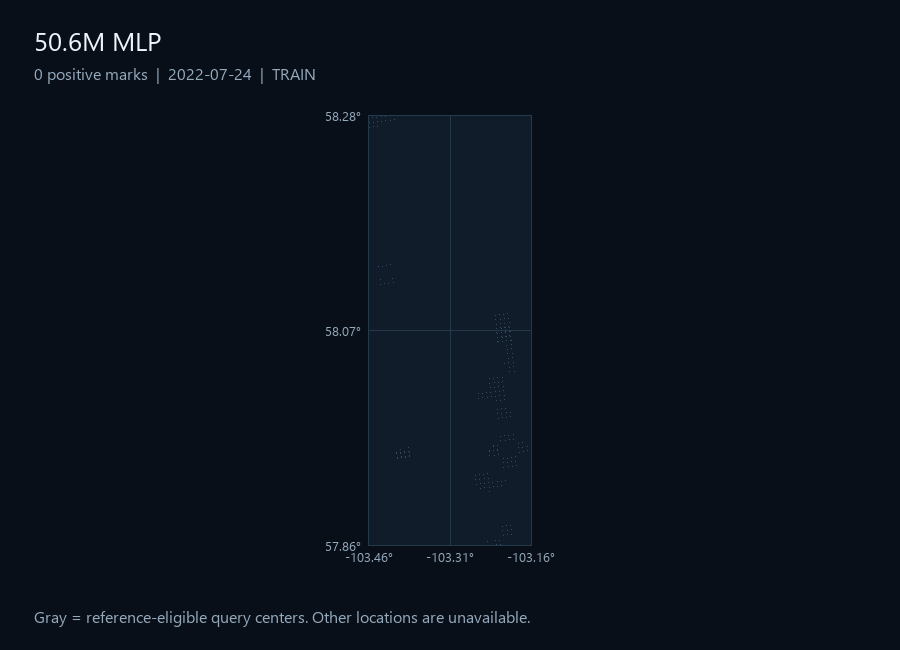 50.6M MLP
0 positive marks | 2022-07-24 | TRAIN
58.28°
58.07°
57.86°
-103.46° -103.31° -103.16°
Gray = reference-eligible query centers. Other locations are unavailable.